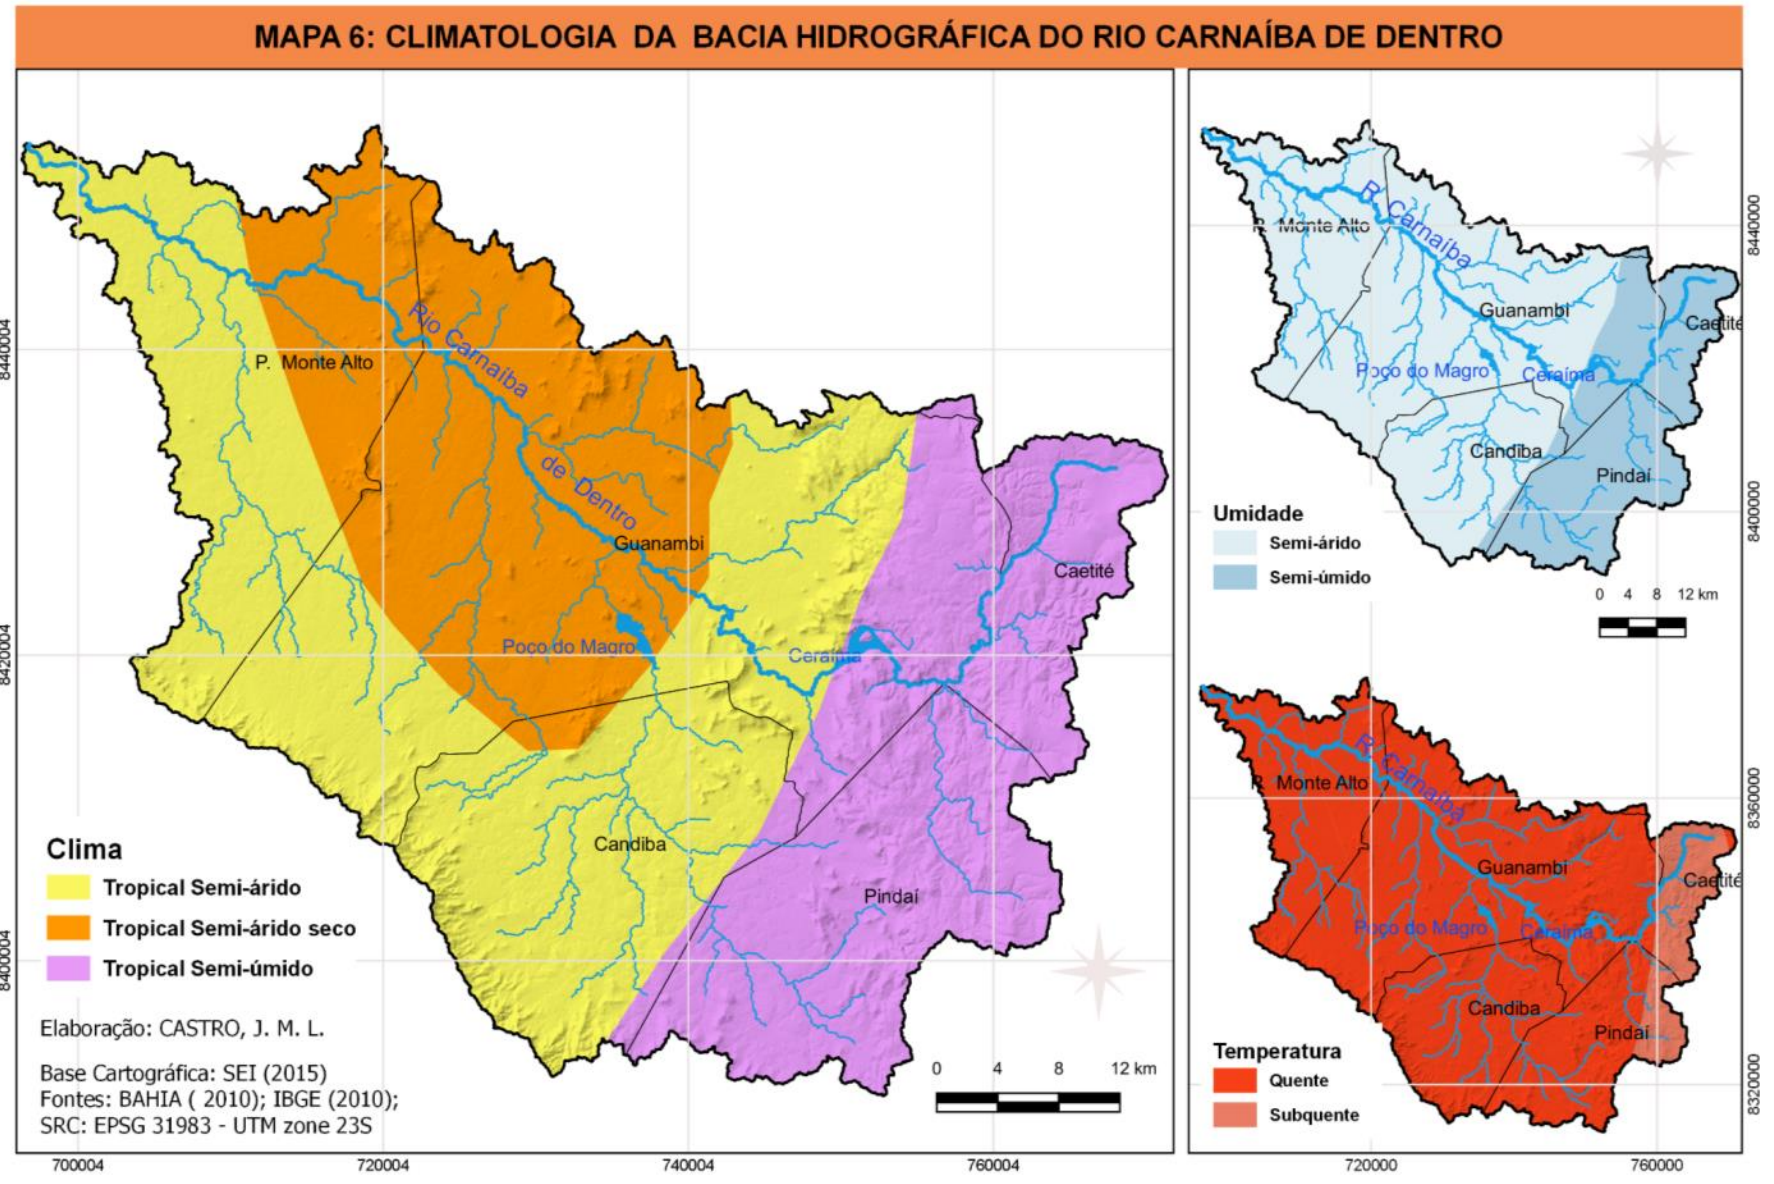 MAPA 6: CLIMATOLOGIA DA BACIA HIDROGRÁFICA DO RIO CARNAÍBA DE DENTRO
P. Monte Alto
Rio Carnaíba
de Dentro
Guanambi
Caetité
Poço do Magro
Ceraíma
Candiba
Pindaí
8440004
8420004
8400004
Clima
Tropical Semi-árido
Tropical Semi-árido seco
Tropical Semi-úmido
Elaboração: CASTRO, J. M. L.
Base Cartográfica: SEI (2015)
Fontes: BAHIA ( 2010); IBGE (2010);
SRC: EPSG 31983 - UTM zone 23S
0 4 8 12 km
700004 720004 740004 760004
R. Carnaíba
P. Monte Alto
Guanambi
Caetité
Poço do Magro
Ceraíma
Candiba
Pindaí
Umidade
Semi-árido
Semi-úmido
0 4 8 12 km
8440000
8400000
R. Carnaíba
P. Monte Alto
Guanambi
Caetité
Poço do Magro
Ceraíma
Candiba
Pindaí
Temperatura
Quente
Subquente
8360000
8320000
720000 760000